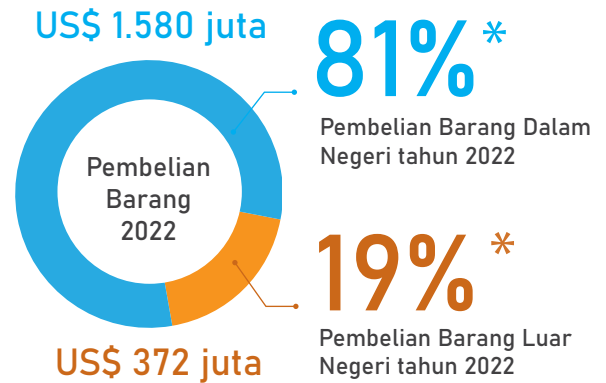 US$ 1.580 juta
81%*
Pembelian Barang Dalam
Negeri tahun 2022
Pembelian
Barang
2022
19%*
Pembelian Barang Luar
Negeri tahun 2022
US$ 372 juta